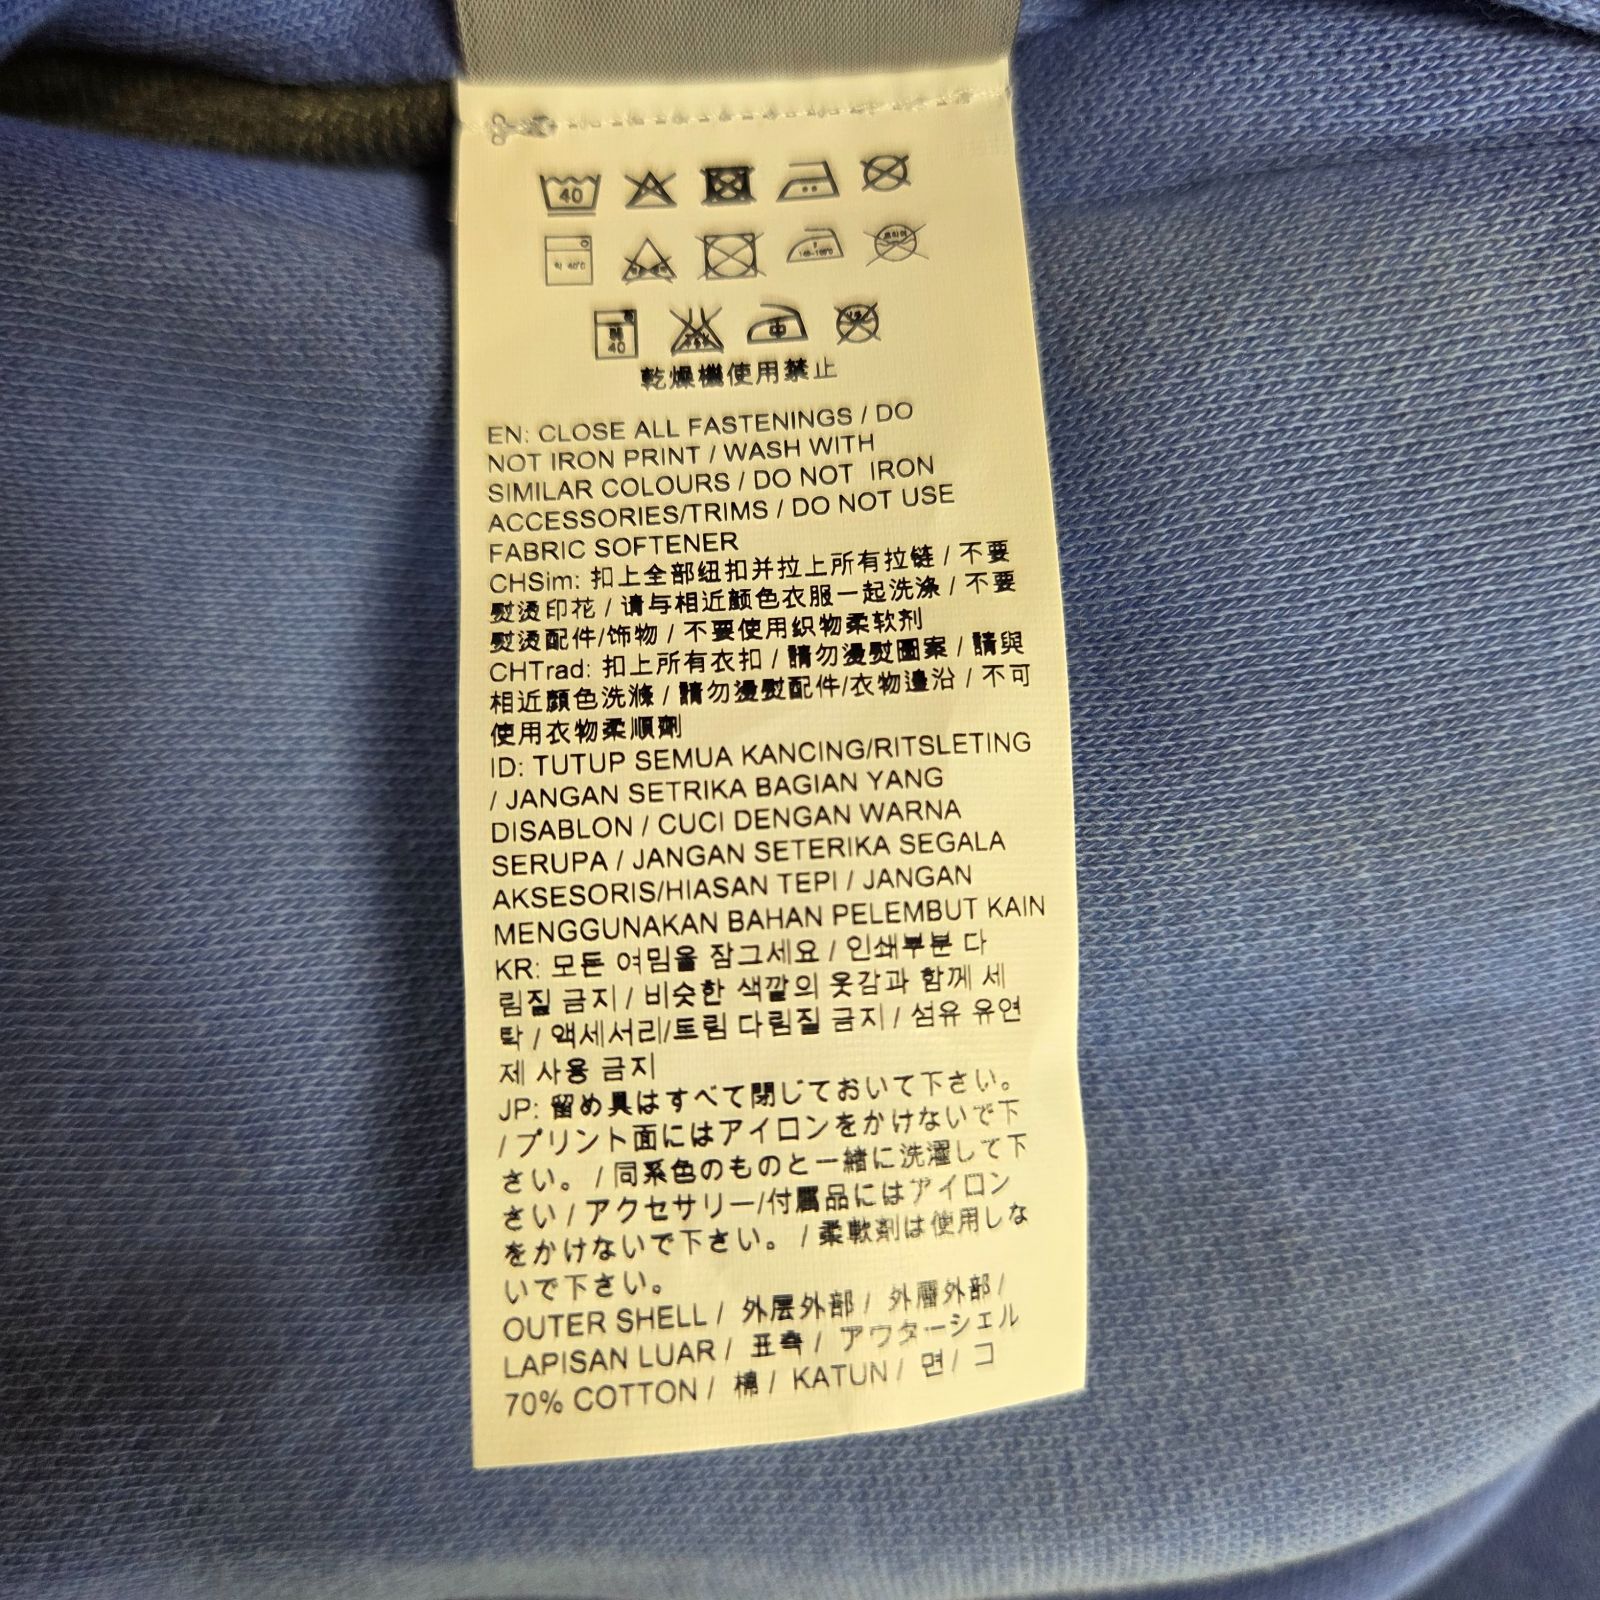 40
40
乾燥機使用禁止
EN: CLOSE ALL FASTENINGS / DO
NOT IRON PRINT / WASH WITH
SIMILAR COLOURS / DO NOT IRON
ACCESSORIES/TRIMS / DO NOT USE
FABRIC SOFTENER
CHSim: 扣上全部纽扣并拉上所有拉链 / 不要
熨烫印花 / 请与相近颜色衣服一起洗涤 / 不要
熨烫配件/饰物 / 不要使用织物柔软剂
CHTrad: 扣上所有衣扣 / 請勿燙熨圖案 / 請與
相近顏色洗滌 / 請勿燙熨配件/衣物邊沿 / 不可
使用衣物柔順劑
ID: TUTUP SEMUA KANCING/RITSLETING
/ JANGAN SETRIKA BAGIAN YANG
DISABLON / CUCI DENGAN WARNA
SERUPA / JANGAN SETERIKA SEGALA
AKSESORIS/HIASAN TEPI / JANGAN
MENGGUNAKAN BAHAN PELEMBUT KAIN
KR: 모든 여밈을 잠그세요 / 인쇄부분 다
림질 금지 / 비슷한 색깔의 옷감과 함께 세
탁 / 액세서리/트림 다림질 금지 / 섬유 유연
제 사용 금지
JP: 留め具はすべて閉じておいて下さい。
/ プリント面にはアイロンをかけないで下
さい。 / 同系色のものと一緒に洗濯して下
さい / アクセサリー/付属品にはアイロン
をかけないで下さい。 / 柔軟剤は使用しな
いで下さい。
OUTER SHELL / 外层外部 / 外層外部 /
LAPISAN LUAR / 표측 / アウターシェル
70% COTTON / 棉 / KATUN / 면 / コ